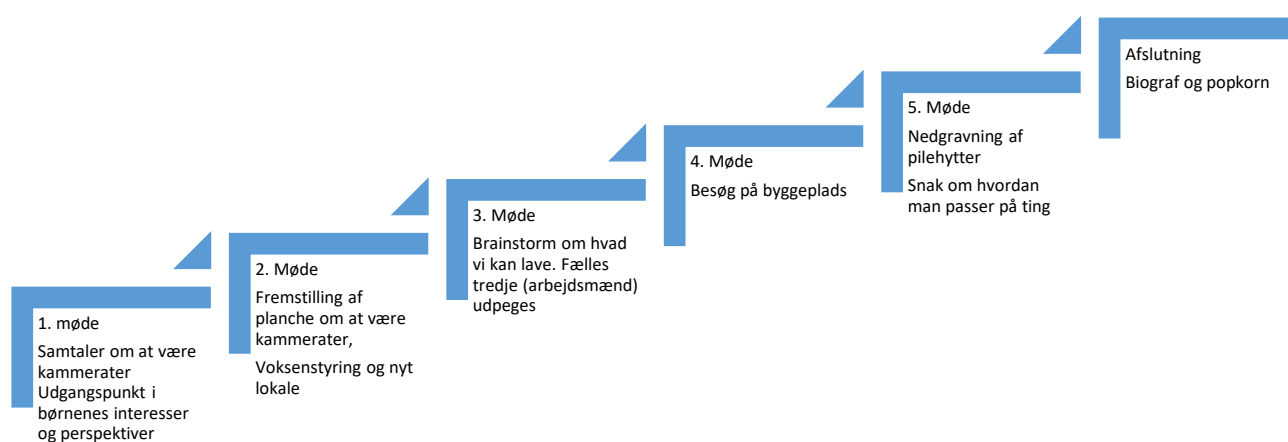 1. møde
Samtaler om at være
kammerater
Udgangspunkt i
børnenes interesser
og perspektiver
2. Møde
Fremstilling af
planche om at være
kammerater,
Voksenstyring og nyt
lokale
3. Møde
Brainstorm om hvad
vi kan lave. Fælles
tredje (arbejdsmænd)
udpeges
4. Møde
Besøg på byggeplads
5. Møde
Nedgravning af
pilehytter
Snak om hvordan
man passer på ting
Afslutning
Biograf og popkorn